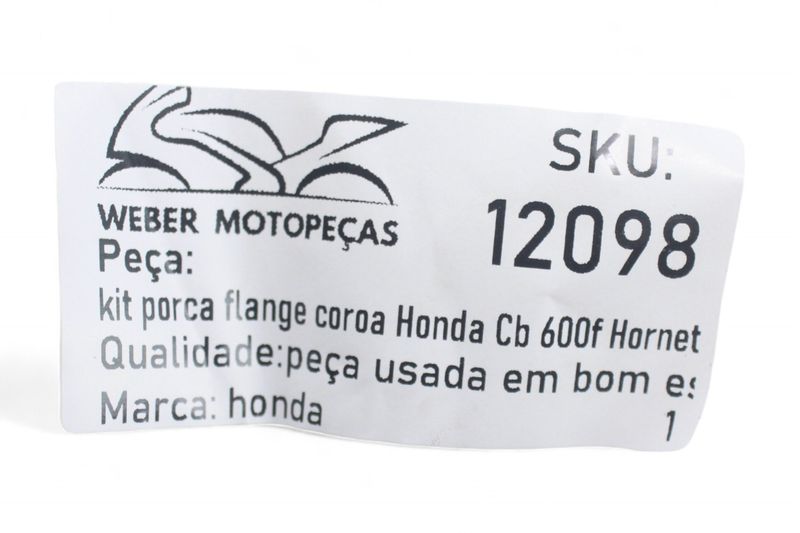 WEBER MOTOPEÇAS
SKU:
12098
Peça:
kit porca flange coroa Honda Cb 600f Hornet
Qualidade:peça usada em bom es
Marca: honda
1